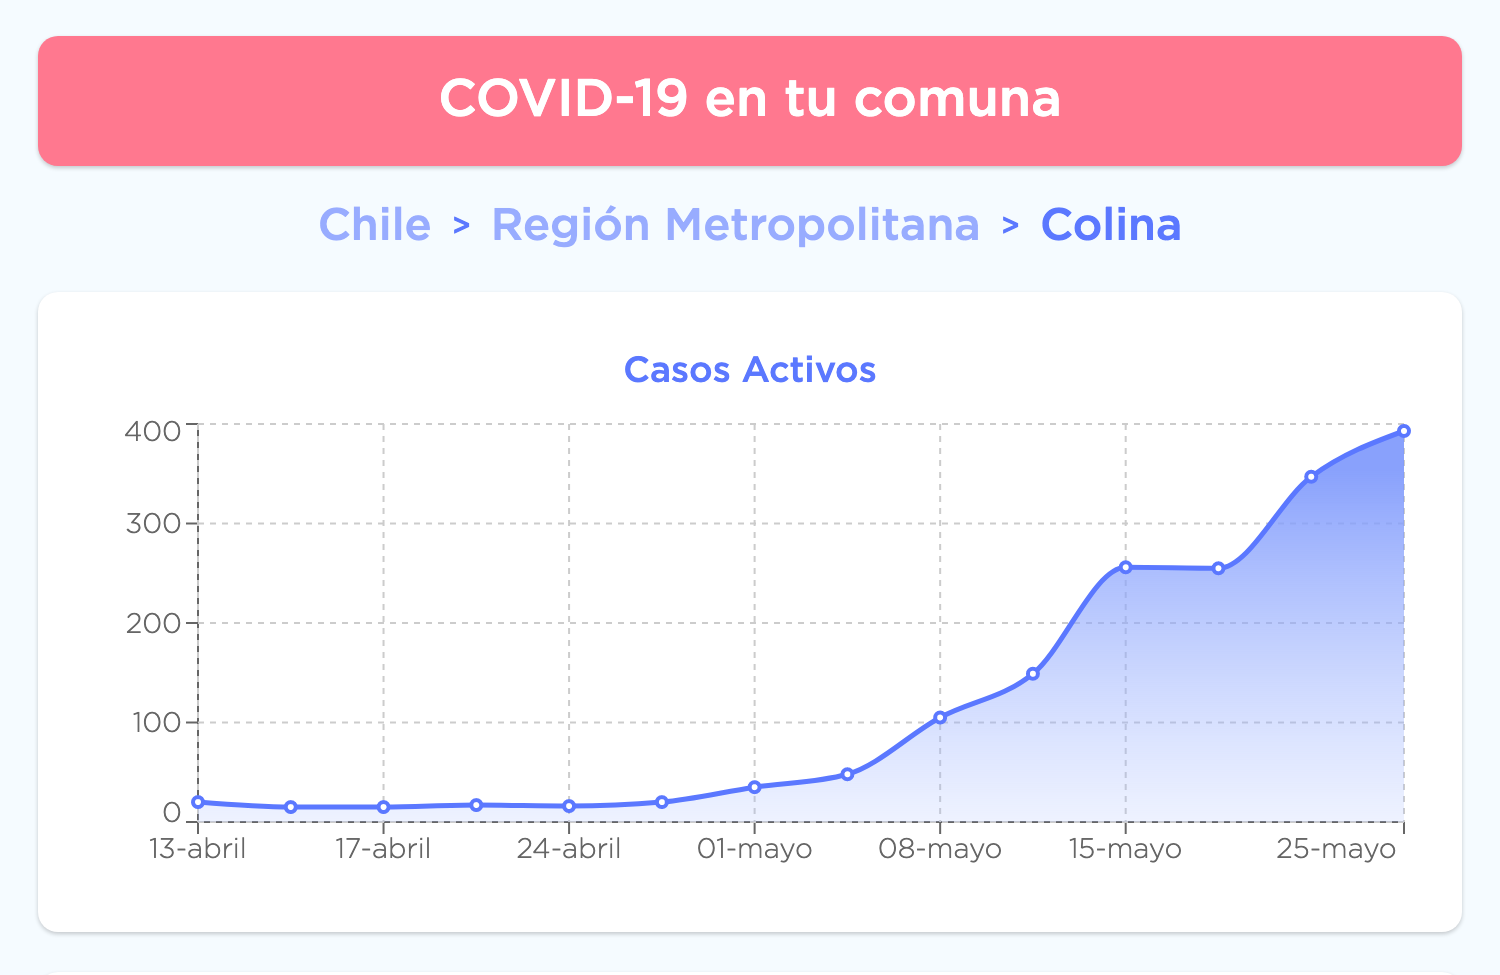 COVID-19 en tu comuna
Chile > Región Metropolitana > Colina
Casos Activos
400
300
200
100
0
13-abril 17-abril 24-abril 01-mayo 08-mayo 15-mayo 25-mayo